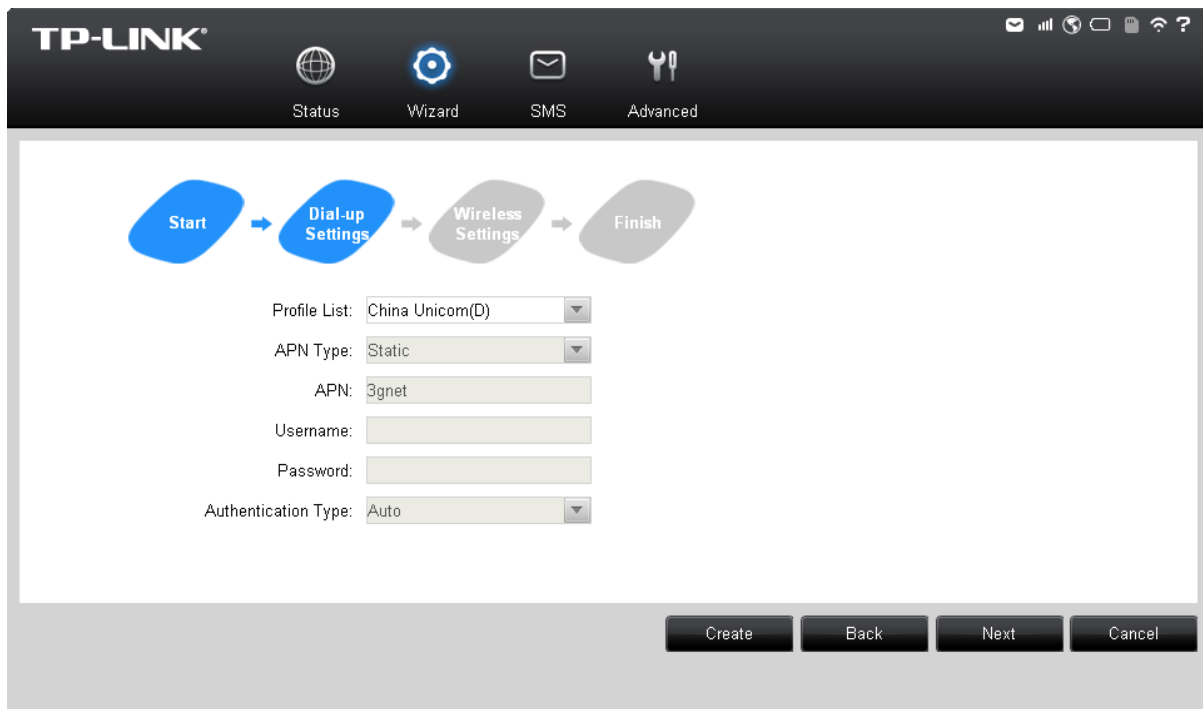 TP-LINK®
?
Status Wizard SMS Advanced
Start
Dial-up
Settings
Wireless
Settings
Finish
Profile List: China Unicom(D)
APN Type: Static
APN: 3gnet
Username:
Password:
Authentication Type: Auto
Create Back Next Cancel